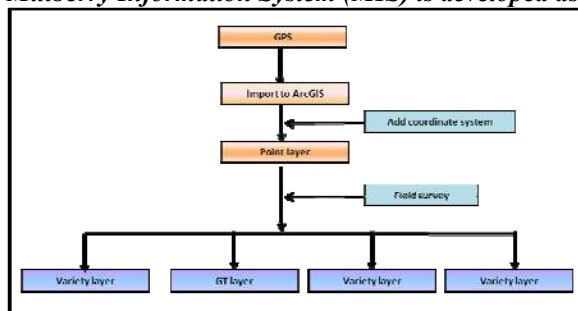 Mulberry Information System (MIS) is developed as
GPS
Import to ArcGIS
Add coordinate system
Point layer
Field survey
Variety layer
GT layer
Variety layer
Variety layer